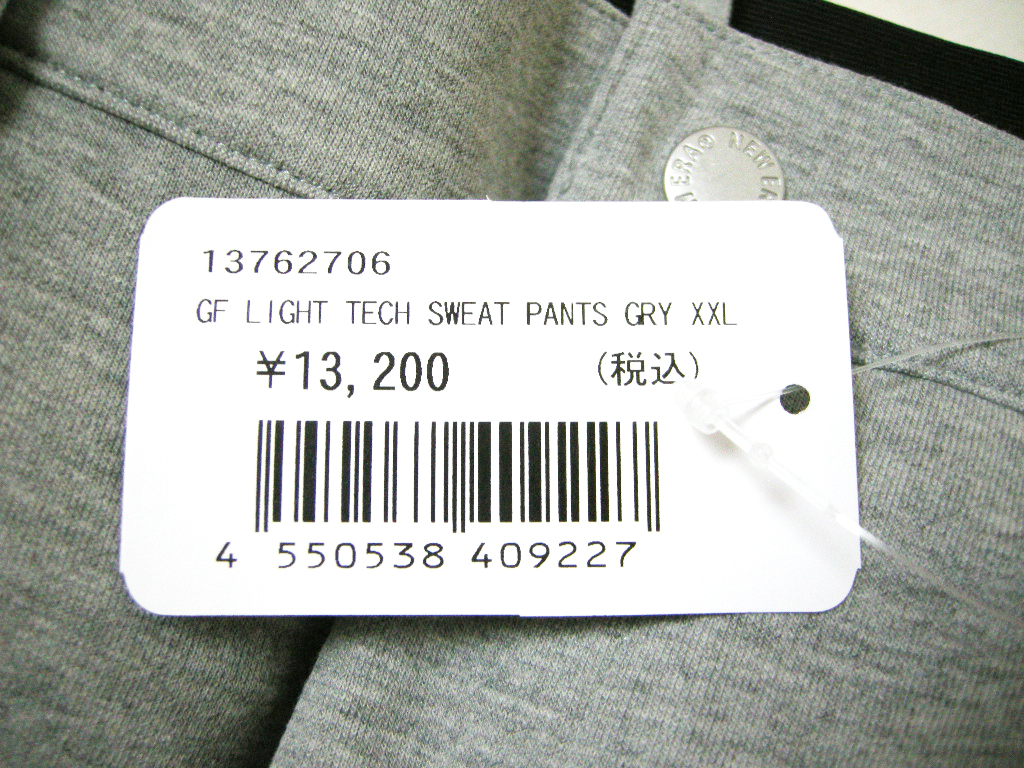 NEW ERA®
13762706
GF LIGHT TECH SWEAT PANTS GRY XXL
¥13,200 (税込)
4 550538 409227